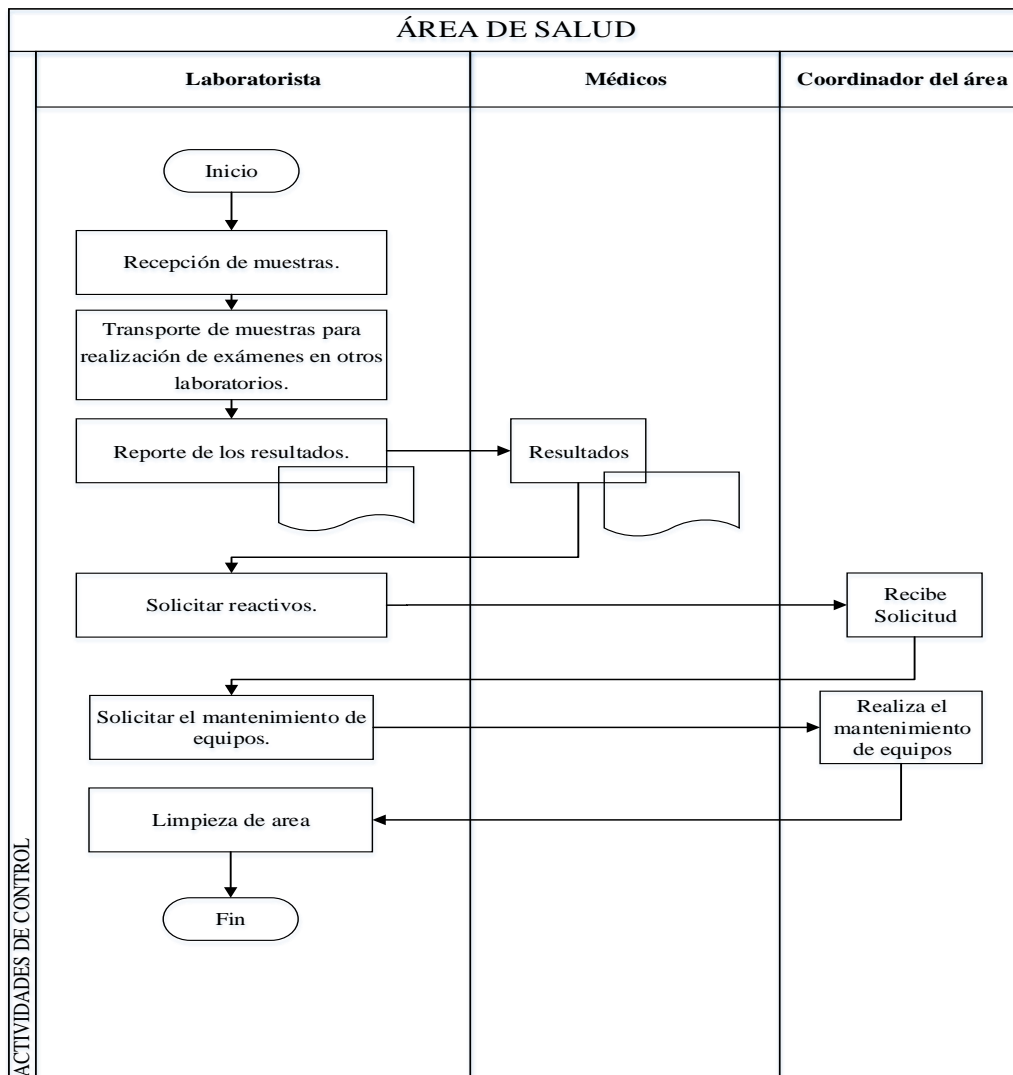 ÁREA DE SALUD
Laboratorista
Médicos
Coordinador del área
Inicio
Recepción de muestras.
Transporte de muestras para
realización de exámenes en otros
laboratorios.
Reporte de los resultados.
Resultados
Solicitar reactivos.
Recibe
Solicitud
Solicitar el mantenimiento de
equipos.
Realiza el
mantenimiento
de equipos
Limpieza de area
Fin
ACTIVIDADES DE CONTROL